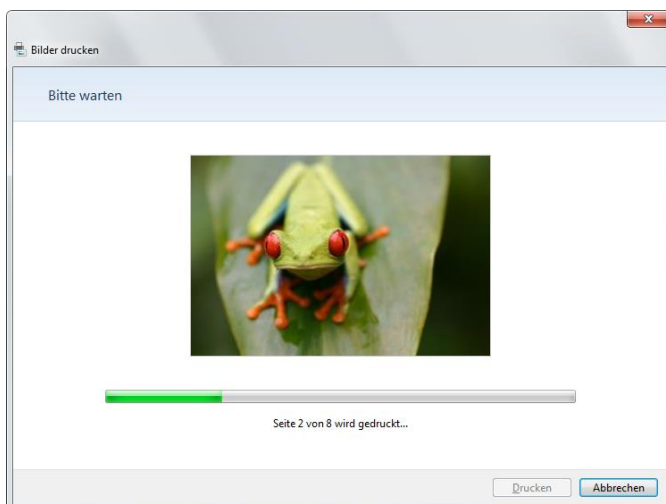 Bilder drucken
Bitte warten
Seite 2 von 8 wird gedruckt...
Drucken
Abbrechen